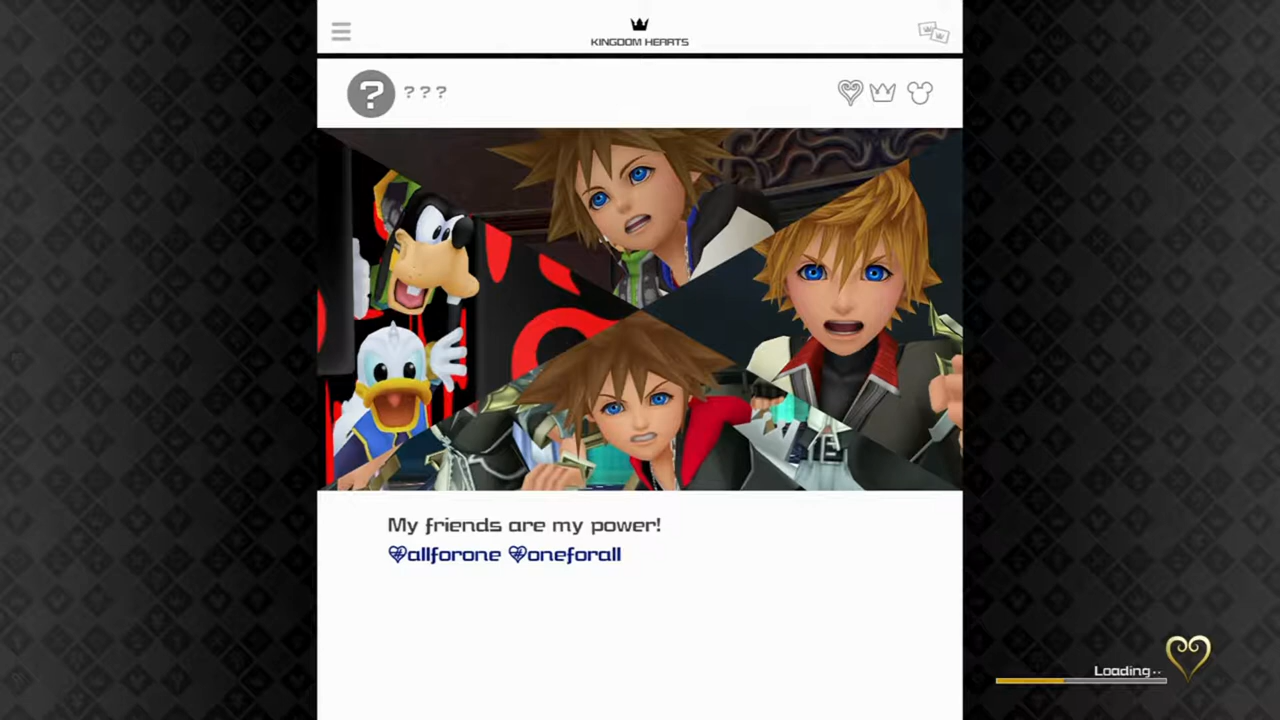 KINGDOM HEARTS
?
? ? ?
My friends are my power!
allforone oneforall
Loading..